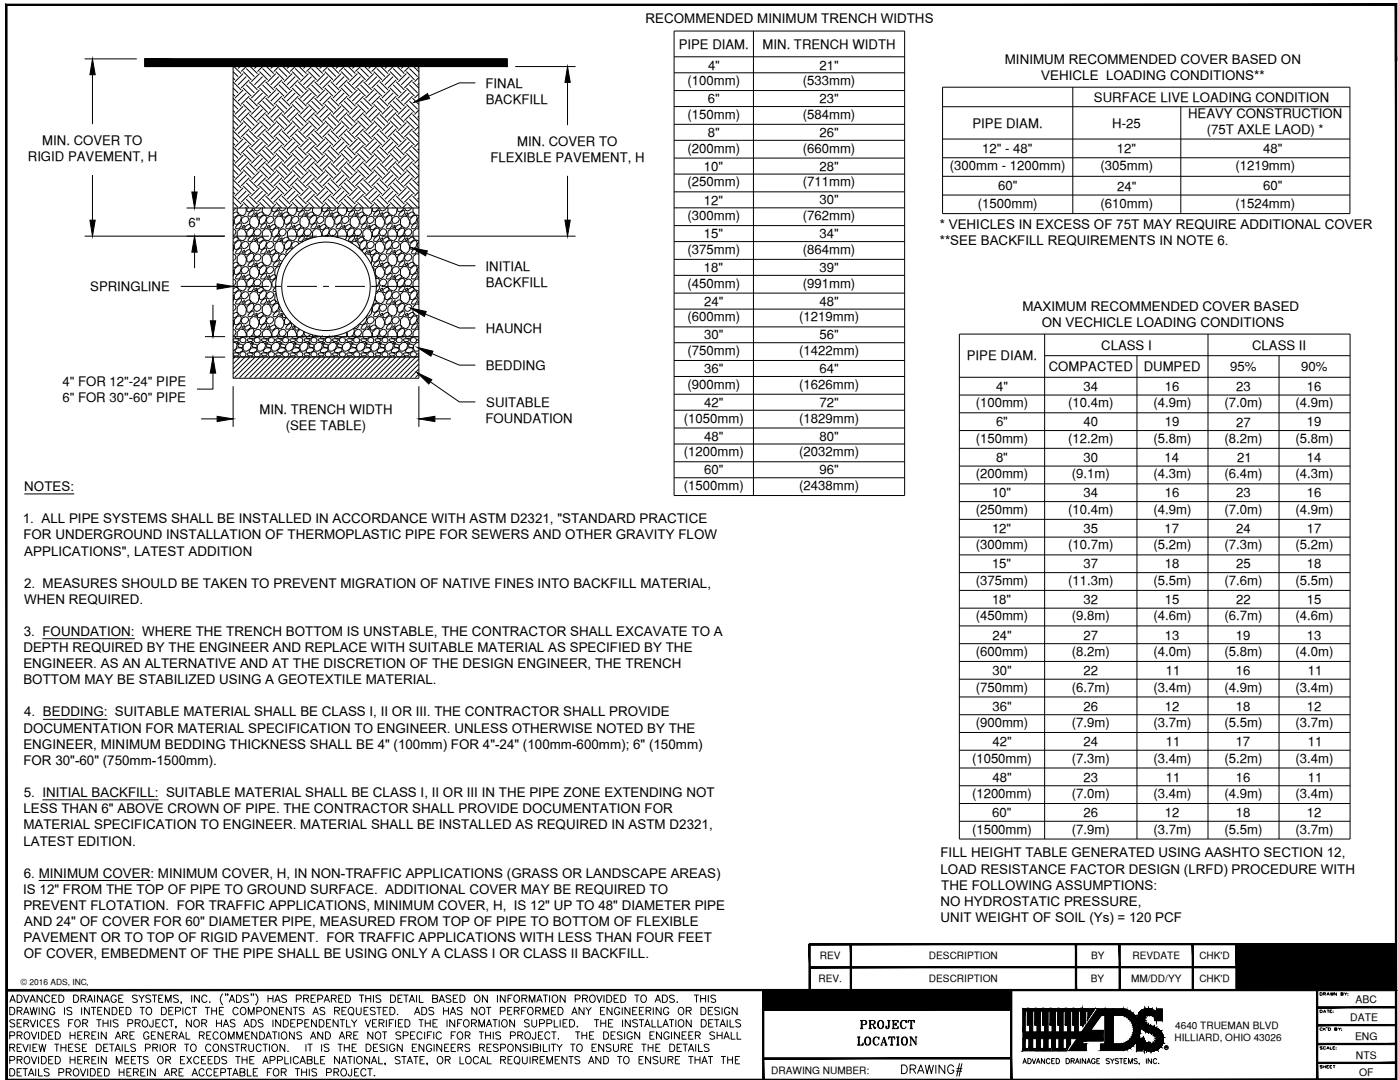 RECOMMENDED MINIMUM TRENCH WIDTHS
PIPE DIAM. MIN. TRENCH WIDTH
4" 21"
(100mm) (533mm)
6" 23"
(150mm) (584mm)
8" 26"
(200mm) (660mm)
10" 28"
(250mm) (711mm)
12" 30"
(300mm) (762mm)
15" 34"
(375mm) (864mm)
18" 39"
(450mm) (991mm)
24" 48"
(600mm) (1219mm)
30" 56"
(750mm) (1422mm)
36" 64"
(900mm) (1626mm)
42" 72"
(1050mm) (1829mm)
48" 80"
(1200mm) (2032mm)
60" 96"
(1500mm) (2438mm)
FINAL
BACKFILL
MIN. COVER TO
RIGID PAVEMENT, H
MIN. COVER TO
FLEXIBLE PAVEMENT, H
6"
SPRINGLINE
INITIAL
BACKFILL
HAUNCH
BEDDING
4" FOR 12"-24" PIPE
6" FOR 30"-60" PIPE
SUITABLE
FOUNDATION
MIN. TRENCH WIDTH
(SEE TABLE)
MINIMUM RECOMMENDED COVER BASED ON
VEHICLE LOADING CONDITIONS**
SURFACE LIVE LOADING CONDITION
PIPE DIAM. H-25 HEAVY CONSTRUCTION
(75T AXLE LAOD) *
12" - 48" 12" 48"
(300mm - 1200mm) (305mm) (1219mm)
60" 24" 60"
(1500mm) (610mm) (1524mm)
* VEHICLES IN EXCESS OF 75T MAY REQUIRE ADDITIONAL COVER
**SEE BACKFILL REQUIREMENTS IN NOTE 6.
MAXIMUM RECOMMENDED COVER BASED
ON VECHICLE LOADING CONDITIONS
PIPE DIAM. CLASS I CLASS II
COMPACTED DUMPED 95% 90%
4" 34 16 23 16
(100mm) (10.4m) (4.9m) (7.0m) (4.9m)
6" 40 19 27 19
(150mm) (12.2m) (5.8m) (8.2m) (5.8m)
8" 30 14 21 14
(200mm) (9.1m) (4.3m) (6.4m) (4.3m)
10" 34 16 23 16
(250mm) (10.4m) (4.9m) (7.0m) (4.9m)
12" 35 17 24 17
(300mm) (10.7m) (5.2m) (7.3m) (5.2m)
15" 37 18 25 18
(375mm) (11.3m) (5.5m) (7.6m) (5.5m)
18" 32 15 22 15
(450mm) (9.8m) (4.6m) (6.7m) (4.6m)
24" 27 13 19 13
(600mm) (8.2m) (4.0m) (5.8m) (4.0m)
30" 22 11 16 11
(750mm) (6.7m) (3.4m) (4.9m) (3.4m)
36" 26 12 18 12
(900mm) (7.9m) (3.7m) (5.5m) (3.7m)
42" 24 11 17 11
(1050mm) (7.3m) (3.4m) (5.2m) (3.4m)
48" 23 11 16 11
(1200mm) (7.0m) (3.4m) (4.9m) (3.4m)
60" 26 12 18 12
(1500mm) (7.9m) (3.7m) (5.5m) (3.7m)
FILL HEIGHT TABLE GENERATED USING AASHTO SECTION 12,
LOAD RESISTANCE FACTOR DESIGN (LRFD) PROCEDURE WITH
THE FOLLOWING ASSUMPTIONS:
NO HYDROSTATIC PRESSURE,
UNIT WEIGHT OF SOIL (Ys) = 120 PCF
NOTES:
1. ALL PIPE SYSTEMS SHALL BE INSTALLED IN ACCORDANCE WITH ASTM D2321, "STANDARD PRACTICE
FOR UNDERGROUND INSTALLATION OF THERMOPLASTIC PIPE FOR SEWERS AND OTHER GRAVITY FLOW
APPLICATIONS", LATEST ADDITION
2. MEASURES SHOULD BE TAKEN TO PREVENT MIGRATION OF NATIVE FINES INTO BACKFILL MATERIAL,
WHEN REQUIRED.
3. FOUNDATION: WHERE THE TRENCH BOTTOM IS UNSTABLE, THE CONTRACTOR SHALL EXCAVATE TO A
DEPTH REQUIRED BY THE ENGINEER AND REPLACE WITH SUITABLE MATERIAL AS SPECIFIED BY THE
ENGINEER. AS AN ALTERNATIVE AND AT THE DISCRETION OF THE DESIGN ENGINEER, THE TRENCH
BOTTOM MAY BE STABILIZED USING A GEOTEXTILE MATERIAL.
4. BEDDING: SUITABLE MATERIAL SHALL BE CLASS I, II OR III. THE CONTRACTOR SHALL PROVIDE
DOCUMENTATION FOR MATERIAL SPECIFICATION TO ENGINEER. UNLESS OTHERWISE NOTED BY THE
ENGINEER, MINIMUM BEDDING THICKNESS SHALL BE 4" (100mm) FOR 4"-24" (100mm-600mm); 6" (150mm)
FOR 30"-60" (750mm-1500mm).
5. INITIAL BACKFILL: SUITABLE MATERIAL SHALL BE CLASS I, II OR III IN THE PIPE ZONE EXTENDING NOT
LESS THAN 6" ABOVE CROWN OF PIPE. THE CONTRACTOR SHALL PROVIDE DOCUMENTATION FOR
MATERIAL SPECIFICATION TO ENGINEER. MATERIAL SHALL BE INSTALLED AS REQUIRED IN ASTM D2321,
LATEST EDITION.
6. MINIMUM COVER: MINIMUM COVER, H, IN NON-TRAFFIC APPLICATIONS (GRASS OR LANDSCAPE AREAS)
IS 12" FROM THE TOP OF PIPE TO GROUND SURFACE. ADDITIONAL COVER MAY BE REQUIRED TO
PREVENT FLOTATION. FOR TRAFFIC APPLICATIONS, MINIMUM COVER, H, IS 12" UP TO 48" DIAMETER PIPE
AND 24" OF COVER FOR 60" DIAMETER PIPE, MEASURED FROM TOP OF PIPE TO BOTTOM OF FLEXIBLE
PAVEMENT OR TO TOP OF RIGID PAVEMENT. FOR TRAFFIC APPLICATIONS WITH LESS THAN FOUR FEET
OF COVER, EMBEDMENT OF THE PIPE SHALL BE USING ONLY A CLASS I OR CLASS II BACKFILL.
© 2016 ADS, INC.
REV DESCRIPTION BY REVDATE CHK'D
REV. DESCRIPTION BY MM/DD/YY CHK'D
ADVANCED DRAINAGE SYSTEMS, INC. ("ADS") HAS PREPARED THIS DETAIL BASED ON INFORMATION PROVIDED TO ADS. THIS
DRAWING IS INTENDED TO DEPICT THE COMPONENTS AS REQUESTED. ADS HAS NOT PERFORMED ANY ENGINEERING OR DESIGN
SERVICES FOR THIS PROJECT, NOR HAS ADS INDEPENDENTLY VERIFIED THE INFORMATION SUPPLIED. THE INSTALLATION DETAILS
PROVIDED HEREIN ARE GENERAL RECOMMENDATIONS AND ARE NOT SPECIFIC FOR THIS PROJECT. THE DESIGN ENGINEER SHALL
REVIEW THESE DETAILS PRIOR TO CONSTRUCTION. IT IS THE DESIGN ENGINEERS RESPONSIBILITY TO ENSURE THE DETAILS
PROVIDED HEREIN MEETS OR EXCEEDS THE APPLICABLE NATIONAL, STATE, OR LOCAL REQUIREMENTS AND TO ENSURE THAT THE
DETAILS PROVIDED HEREIN ARE ACCEPTABLE FOR THIS PROJECT.
PROJECT
LOCATION
DRAWING NUMBER: DRAWING#
ADS
ADVANCED DRAINAGE SYSTEMS, INC.
4640 TRUEMAN BLVD
HILLIARD, OHIO 43026
DRAWN BY: ABC
DATE: DATE
CK'D BY: ENG
SCALE: NTS
SHEET OF